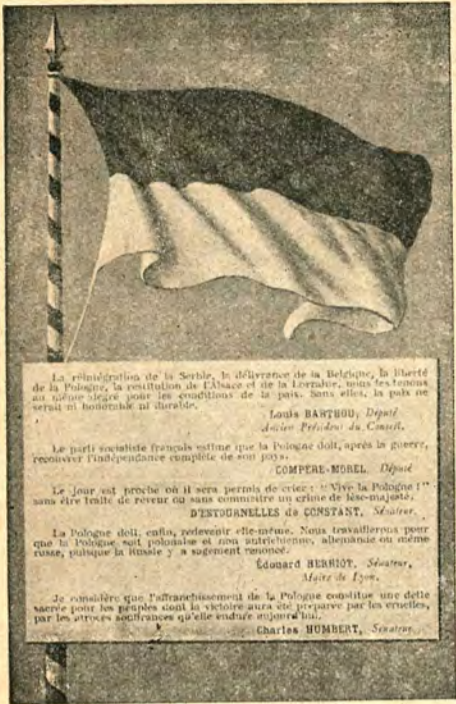 La réintégration de la Serbie, la délivrance de la Belgique, la liberté
de la Pologne, la restitution de l'Alsace et de la Lorraine, nous les tenons
au même degré pour les conditions de la paix. Sans elles, la paix ne
serait ni honorable ni durable.
Louis BARTHOU, Député
Ancien Président du Conseil.
Le parti socialiste français estime que la Pologne doit, après la guerre,
recouvrer l'indépendance complète de son pays.
COMPÈRE-MOREL, Député
Le jour est proche où il sera permis de crier : "Vive la Pologne !"
sans être traité de rêveur ou sans commettre un crime de lèse-majesté.
D'ESTOURNELLES de CONSTANT, Sénateur.
La Pologne doit, enfin, redevenir elle-même. Nous travaillerons pour
que la Pologne soit polonaise et non autrichienne, allemande ou même
russe, puisque la Russie y a sagement renoncé.
Édouard HERRIOT, Sénateur,
Maire de Lyon.
Je considère que l'affranchissement de la Pologne constitue une dette
sacrée pour les peuples dont la victoire aura été préparée par les cruelles,
par les atroces souffrances qu'elle endure aujourd'hui.
Charles HUMBERT, Sénateur.